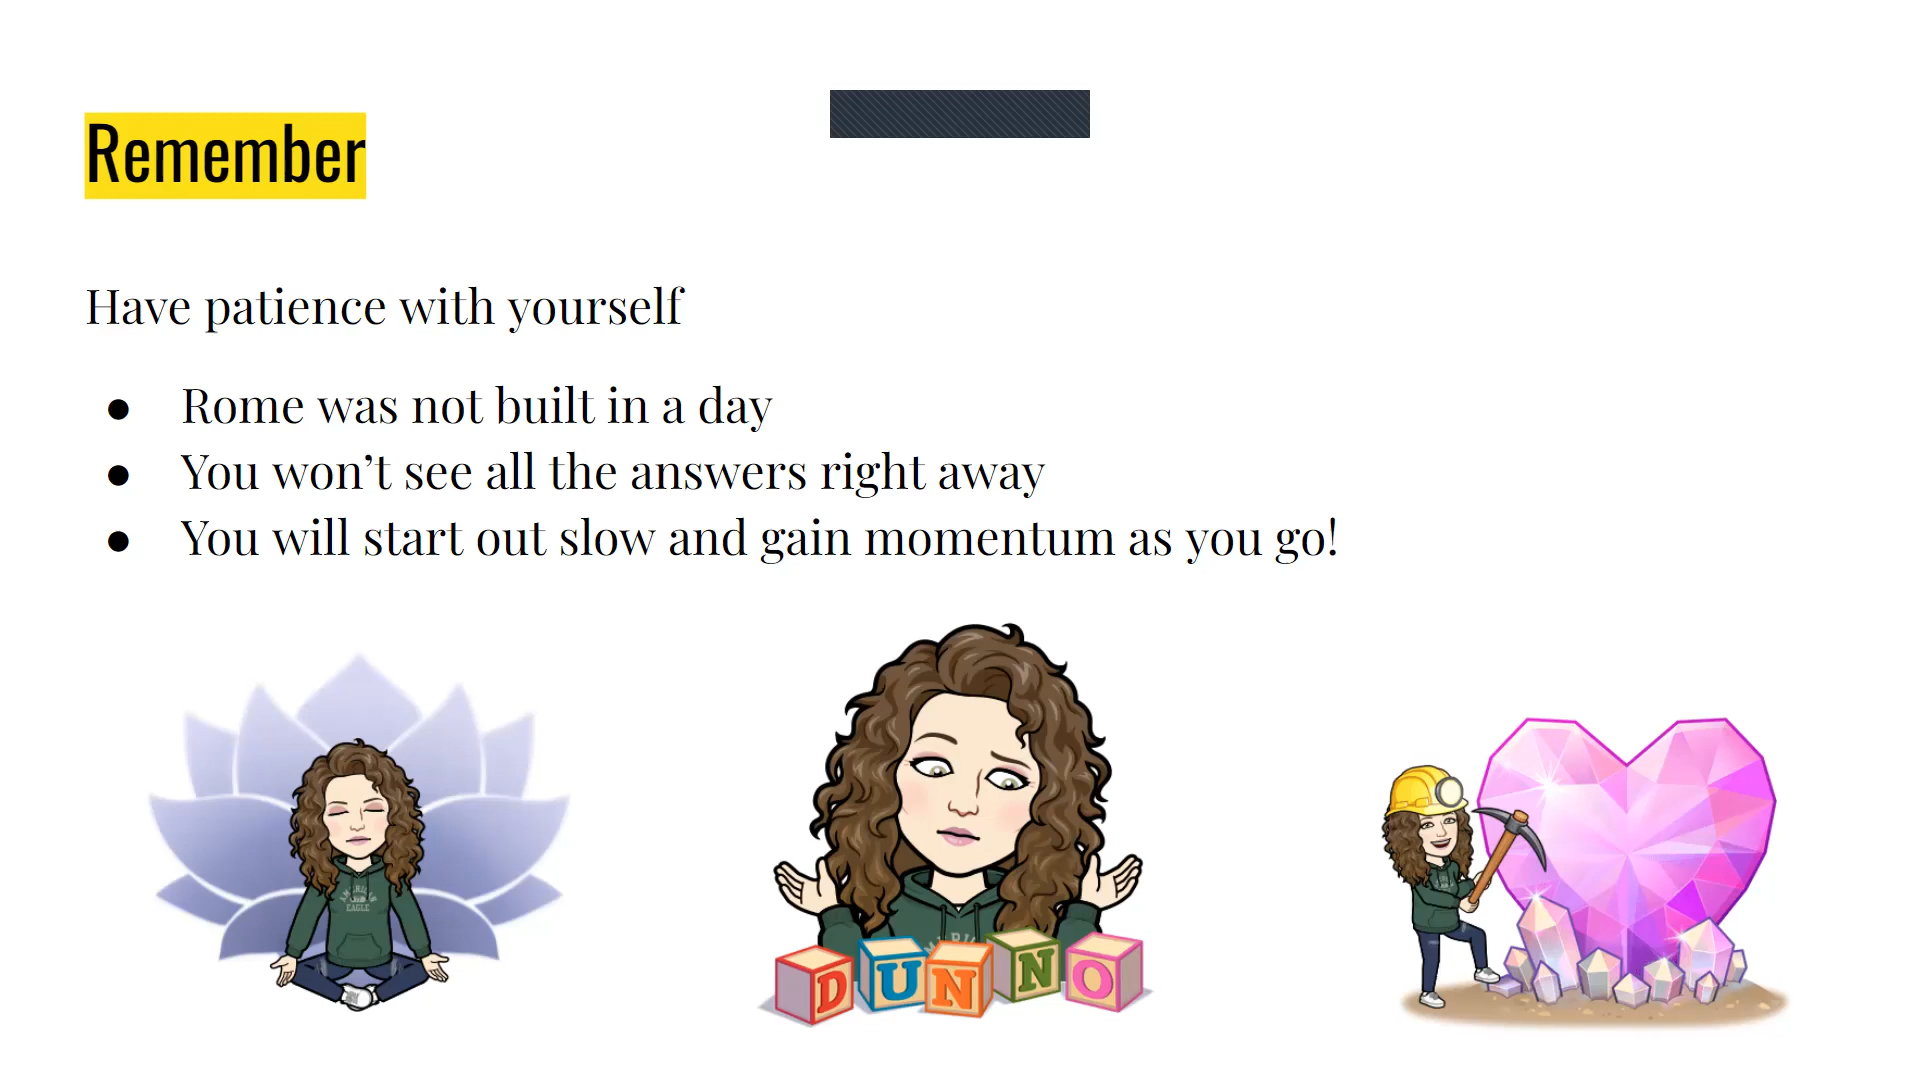 Remember
Have patience with yourself
● Rome was not built in a day
● You won’t see all the answers right away
● You will start out slow and gain momentum as you go!
EAGLE
DUNNO